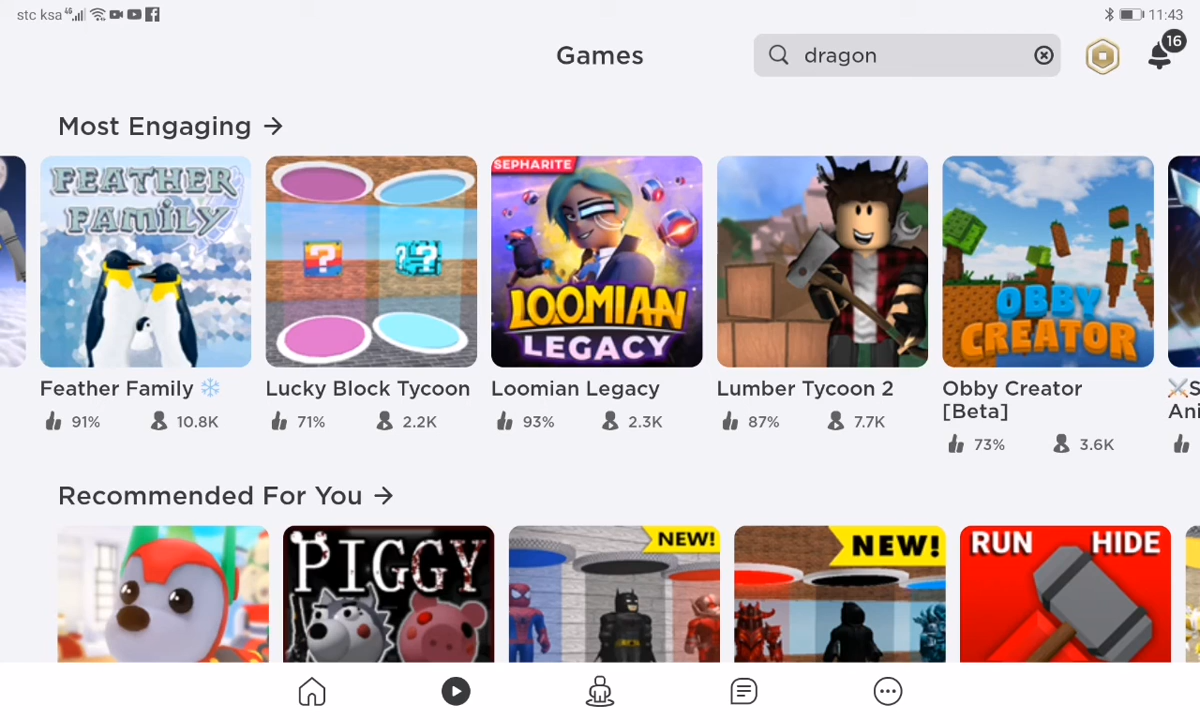 stc ksa 4G 11:43
Games
dragon
16
Most Engaging →
FEATHER
FAMILY
? ?
SEPHARITE
LOOMIAN
LEGACY
OBBY
CREATOR
Feather Family ❄️
91% 10.8K
Lucky Block Tycoon
71% 2.2K
Loomian Legacy
93% 2.3K
Lumber Tycoon 2
87% 7.7K
Obby Creator
[Beta]
73% 3.6K
⚔️S
Ani
Recommended For You →
PIGGY
NEW!
NEW!
RUN HIDE